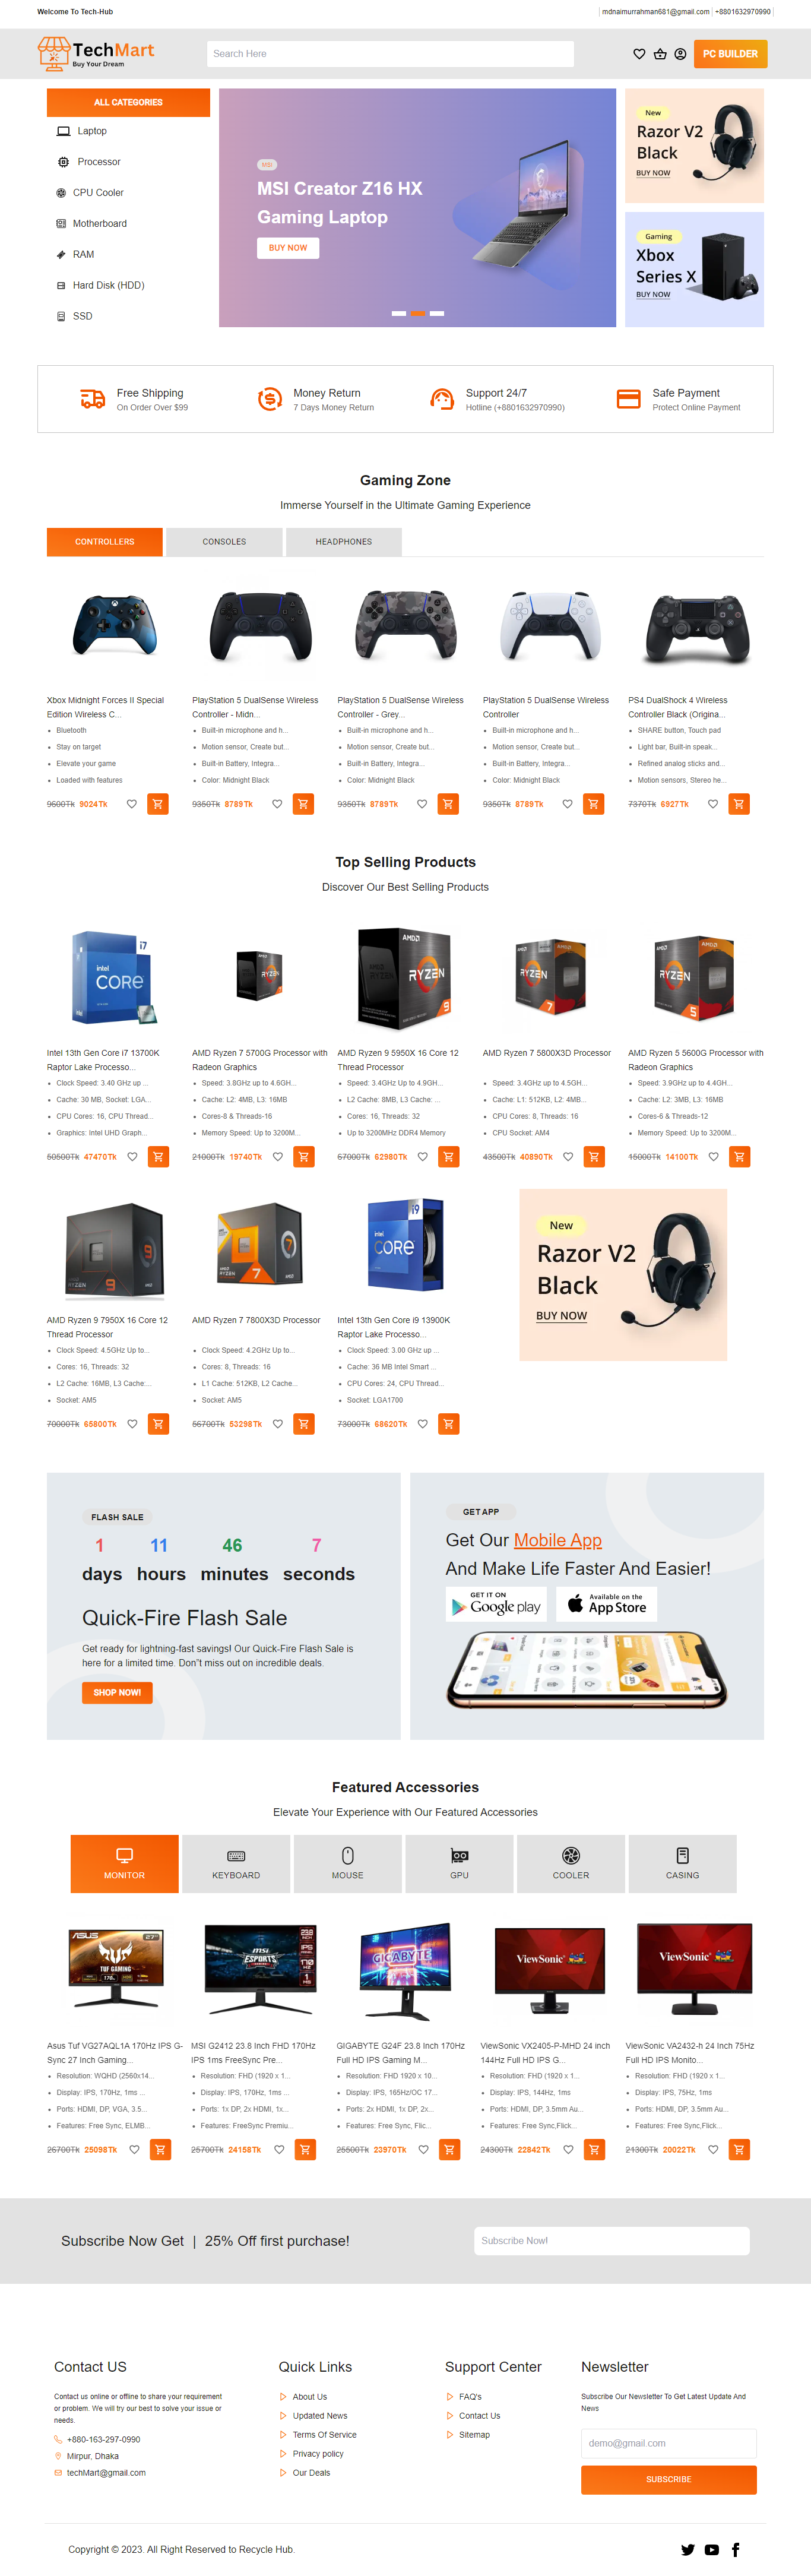 Welcome To Tech-Hub
mdnaimurrahman681@gmail.com
+8801632970990
TechMart
Buy Your Dream
Search Here
PC BUILDER
ALL CATEGORIES
Laptop
Processor
CPU Cooler
Motherboard
RAM
Hard Disk (HDD)
SSD
MSI
MSI Creator Z16 HX
Gaming Laptop
BUY NOW
New
Razor V2
Black
BUY NOW
Gaming
Xbox
Series X
BUY NOW
Free Shipping
On Order Over $99
Money Return
7 Days Money Return
Support 24/7
Hotline (+8801632970990)
Safe Payment
Protect Online Payment
Gaming Zone
Immerse Yourself in the Ultimate Gaming Experience
CONTROLLERS
CONSOLES
HEADPHONES
Xbox Midnight Forces II Special
Edition Wireless C...
Bluetooth
Stay on target
Elevate your game
Loaded with features
9600Tk 9024Tk
PlayStation 5 DualSense Wireless
Controller - Midn...
Built-in microphone and h...
Motion sensor, Create but...
Built-in Battery, Integra...
Color: Midnight Black
9350Tk 8789Tk
PlayStation 5 DualSense Wireless
Controller - Grey...
Built-in microphone and h...
Motion sensor, Create but...
Built-in Battery, Integra...
Color: Midnight Black
9350Tk 8789Tk
PlayStation 5 DualSense Wireless
Controller
Built-in microphone and h...
Motion sensor, Create but...
Built-in Battery, Integra...
Color: Midnight Black
9350Tk 8789Tk
PS4 DualShock 4 Wireless
Controller Black (Origina...
SHARE button, Touch pad
Light bar, Built-in speak...
Refined analog sticks and...
Motion sensors, Stereo he...
7370Tk 6927Tk
Top Selling Products
Discover Our Best Selling Products
i7
intel
CORE
RYZEN
AMD
RYZEN
9
AMD
RYZEN
7
AMD
RYZEN
5
Intel 13th Gen Core i7 13700K
Raptor Lake Processo...
Clock Speed: 3.40 GHz up ...
Cache: 30 MB, Socket: LGA...
CPU Cores: 16, CPU Thread...
Graphics: Intel UHD Graph...
50500Tk 47470Tk
AMD Ryzen 7 5700G Processor with
Radeon Graphics
Speed: 3.8GHz up to 4.6GH...
Cache: L2: 4MB, L3: 16MB
Cores-8 & Threads-16
Memory Speed: Up to 3200M...
21000Tk 19740Tk
AMD Ryzen 9 5950X 16 Core 12
Thread Processor
Speed: 3.4GHz Up to 4.9GH...
L2 Cache: 8MB, L3 Cache: ...
Cores: 16, Threads: 32
Up to 3200MHz DDR4 Memory
67000Tk 62980Tk
AMD Ryzen 7 5800X3D Processor
Speed: 3.4GHz up to 4.5GH...
Cache: L1: 512KB, L2: 4MB...
CPU Cores: 8, Threads: 16
CPU Socket: AM4
43500Tk 40890Tk
AMD Ryzen 5 5600G Processor with
Radeon Graphics
Speed: 3.9GHz up to 4.4GH...
Cache: L2: 3MB, L3: 16MB
Cores-6 & Threads-12
Memory Speed: Up to 3200M...
15000Tk 14100Tk
RYZEN
9
RYZEN
7
i9
intel
CORE
AMD Ryzen 9 7950X 16 Core 12
Thread Processor
Clock Speed: 4.5GHz Up to...
Cores: 16, Threads: 32
L2 Cache: 16MB, L3 Cache:...
Socket: AM5
70000Tk 65800Tk
AMD Ryzen 7 7800X3D Processor
Clock Speed: 4.2GHz Up to...
Cores: 8, Threads: 16
L1 Cache: 512KB, L2 Cache...
Socket: AM5
56700Tk 53298Tk
Intel 13th Gen Core i9 13900K
Raptor Lake Processo...
Clock Speed: 3.00 GHz up ...
Cache: 36 MB Intel Smart ...
CPU Cores: 24, CPU Thread...
Socket: LGA1700
73000Tk 68620Tk
New
Razor V2
Black
BUY NOW
FLASH SALE
1 11 46 7
days hours minutes seconds
Quick-Fire Flash Sale
Get ready for lightning-fast savings! Our Quick-Fire Flash Sale is
here for a limited time. Don't miss out on incredible deals.
SHOP NOW!
GET APP
Get Our Mobile App
And Make Life Faster And Easier!
GET IT ON
Google play
Available on the
App Store
Featured Accessories
Elevate Your Experience with Our Featured Accessories
MONITOR
KEYBOARD
MOUSE
GPU
COOLER
CASING
ASUS
27"
TUF GAMING
msi
ESPORTS
GIGABYTE
ViewSonic
ViewSonic
Asus Tuf VG27AQL1A 170Hz IPS G-
Sync 27 Inch Gaming...
Resolution: WQHD (2560x14...
Display: IPS, 170Hz, 1ms ...
Ports: HDMI, DP, VGA, 3.5...
Features: Free Sync, ELMB...
26700Tk 25098Tk
MSI G2412 23.8 Inch FHD 170Hz
IPS 1ms FreeSync Pre...
Resolution: FHD (1920 x 1...
Display: IPS, 170Hz, 1ms ...
Ports: 1x DP, 2x HDMI, 1x...
Features: FreeSync Premiu...
25700Tk 24158Tk
GIGABYTE G24F 23.8 Inch 170Hz
Full HD IPS Gaming M...
Resolution: FHD 1920 x 10...
Display: IPS, 165Hz/OC 17...
Ports: 2x HDMI, 1x DP, 2x...
Features: Free Sync, Flic...
25500Tk 23970Tk
ViewSonic VX2405-P-MHD 24 inch
144Hz Full HD IPS G...
Resolution: FHD (1920 x 1...
Display: IPS, 144Hz, 1ms
Ports: HDMI, DP, 3.5mm Au...
Features: Free Sync,Flick...
24300Tk 22842Tk
ViewSonic VA2432-h 24 Inch 75Hz
Full HD IPS Monito...
Resolution: FHD (1920 x 1...
Display: IPS, 75Hz, 1ms
Ports: HDMI, DP, 3.5mm Au...
Features: Free Sync,Flick...
21300Tk 20022Tk
Subscribe Now Get | 25% Off first purchase!
Subscribe Now!
Contact US
Contact us online or offline to share your requirement
or problem. We will try our best to solve your issue or
needs.
+880-163-297-0990
Mirpur, Dhaka
techMart@gmail.com
Quick Links
About Us
Updated News
Terms Of Service
Privacy policy
Our Deals
Support Center
FAQ's
Contact Us
Sitemap
Newsletter
Subscribe Our Newsletter To Get Latest Update And
News
demo@gmail.com
SUBSCRIBE
Copyright © 2023. All Right Reserved to Recycle Hub.